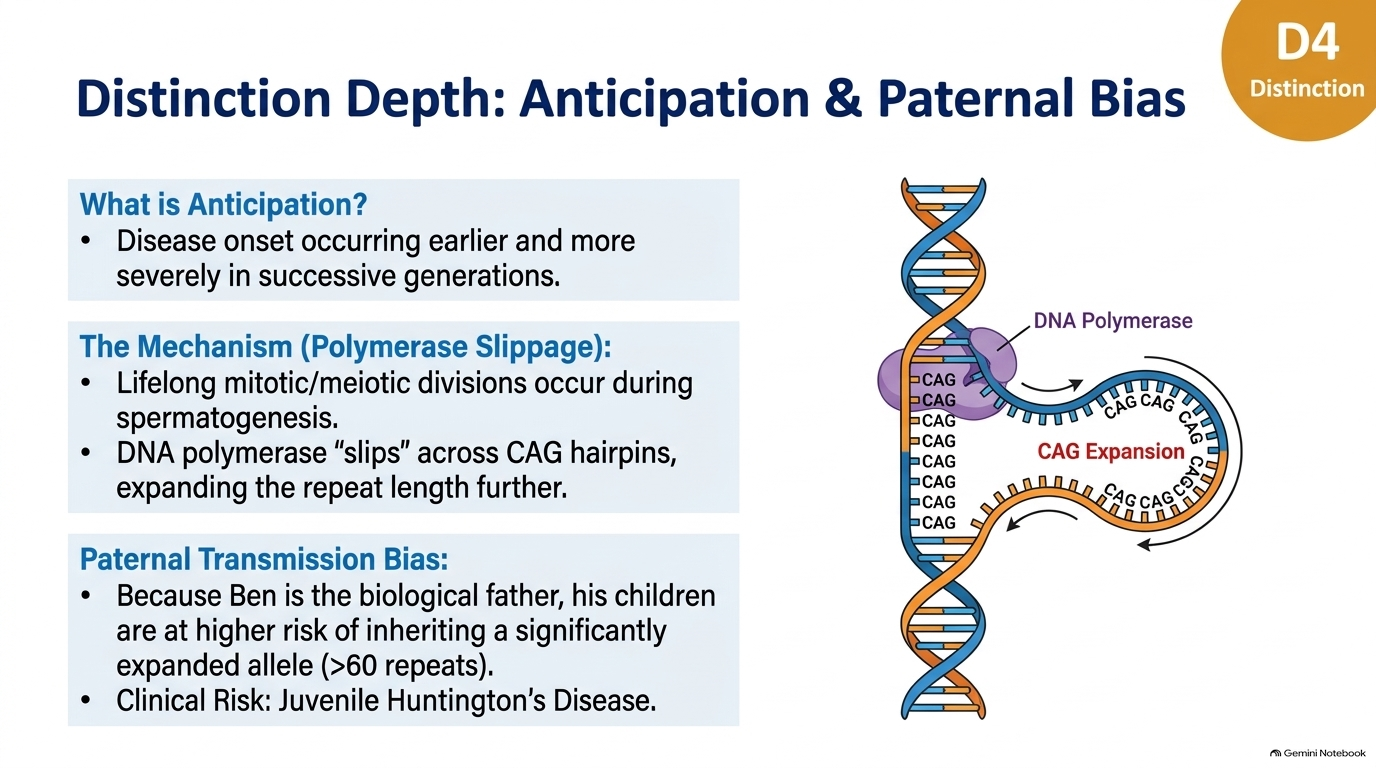 D4
Distinction
Distinction Depth: Anticipation & Paternal Bias
What is Anticipation?
• Disease onset occurring earlier and more
severely in successive generations.
The Mechanism (Polymerase Slippage):
• Lifelong mitotic/meiotic divisions occur during
spermatogenesis.
• DNA polymerase “slips” across CAG hairpins,
expanding the repeat length further.
Paternal Transmission Bias:
• Because Ben is the biological father, his children
are at higher risk of inheriting a significantly
expanded allele (>60 repeats).
• Clinical Risk: Juvenile Huntington’s Disease.
DNA Polymerase
CAG
CAG
CAG
CAG
CAG
CAG
CAG
CAG
CAG CAG CAG CAG CAG CAG CAG
CAG Expansion
Gemini Notebook